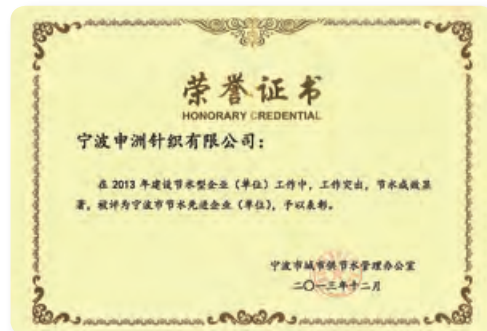 荣誉证书
HONORARY CREDENTIAL
宁波申洲针织有限公司：
在 2013 年建设节水型企业（单位）工作中，工作突出，节水成效显
著，被评为宁波市节水先进企业（单位），予以表彰。
宁波市城市供节水管理办公室
二〇一三年十二月